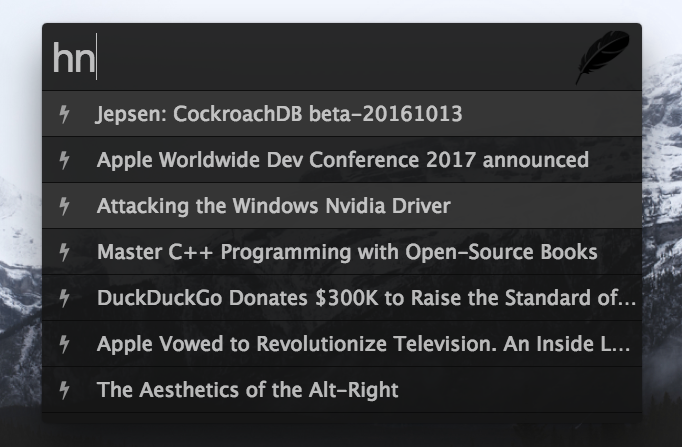 hn
Jepsen: CockroachDB beta-20161013
Apple Worldwide Dev Conference 2017 announced
Attacking the Windows Nvidia Driver
Master C++ Programming with Open-Source Books
DuckDuckGo Donates $300K to Raise the Standard of...
Apple Vowed to Revolutionize Television. An Inside L...
The Aesthetics of the Alt-Right